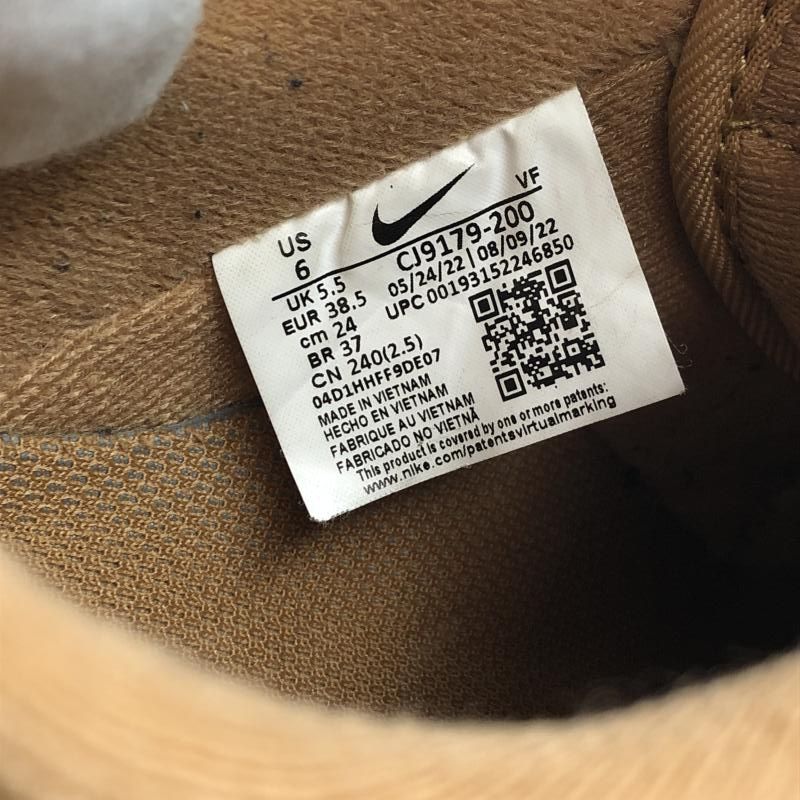 VF
US
6
CJ9179-200
UK 5.5
05/24/22 | 08/09/22
EUR 38.5
UPC 00193152246850
cm 24
BR 37
CN 240(2.5)
04D1HHFF9DE07
MADE IN VIETNAM
HECHO EN VIETNAM
FABRIQUE AU VIETNAM
FABRICADO NO VIETNÃ
This product is covered by one or more patents:
www.nike.com/patentsvirtualmarking